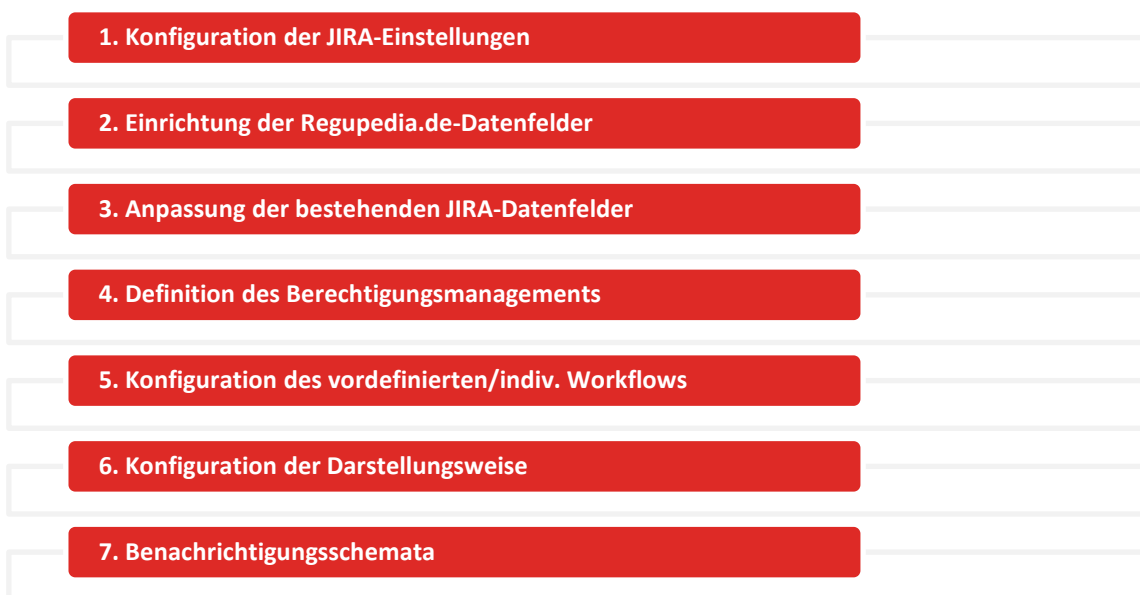 1. Konfiguration der JIRA-Einstellungen
2. Einrichtung der Regupedia.de-Datenfelder
3. Anpassung der bestehenden JIRA-Datenfelder
4. Definition des Berechtigungsmanagements
5. Konfiguration des vordefinierten/indiv. Workflows
6. Konfiguration der Darstellungsweise
7. Benachrichtigungsschemata